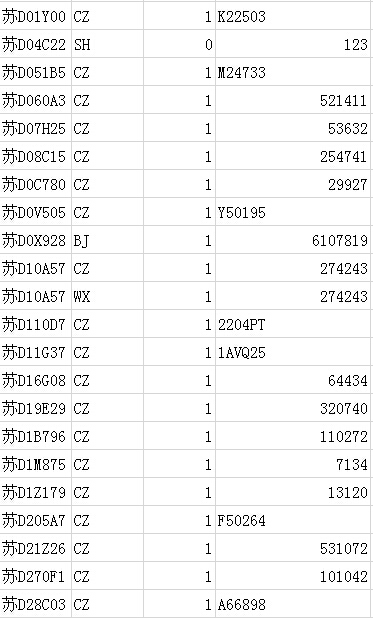 苏D01Y00 CZ 1 K22503
苏D04C22 SH 0 123
苏D051B5 CZ 1 M24733
苏D060A3 CZ 1 521411
苏D07H25 CZ 1 53632
苏D08C15 CZ 1 254741
苏D0C780 CZ 1 29927
苏D0V505 CZ 1 Y50195
苏D0X928 BJ 1 6107819
苏D10A57 CZ 1 274243
苏D10A57 WX 1 274243
苏D110D7 CZ 1 2204PT
苏D11G37 CZ 1 1AVQ25
苏D16G08 CZ 1 64434
苏D19E29 CZ 1 320740
苏D1B796 CZ 1 110272
苏D1M875 CZ 1 7134
苏D1Z179 CZ 1 13120
苏D205A7 CZ 1 F50264
苏D21Z26 CZ 1 531072
苏D270F1 CZ 1 101042
苏D28C03 CZ 1 A66898